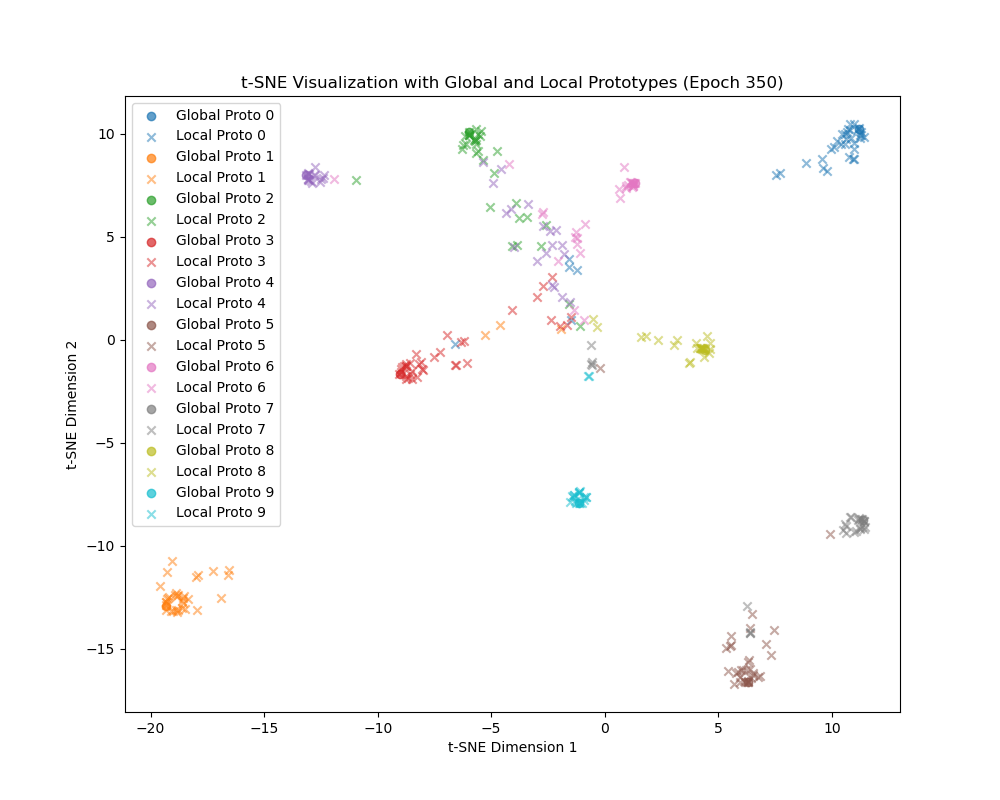 t-SNE Visualization with Global and Local Prototypes (Epoch 350)
Global Proto 0
Local Proto 0
Global Proto 1
Local Proto 1
Global Proto 2
Local Proto 2
Global Proto 3
Local Proto 3
Global Proto 4
Local Proto 4
Global Proto 5
Local Proto 5
Global Proto 6
Local Proto 6
Global Proto 7
Local Proto 7
Global Proto 8
Local Proto 8
Global Proto 9
Local Proto 9
t-SNE Dimension 2
10
5
0
−5
−10
−15
−20 −15 −10 −5 0 5 10
t-SNE Dimension 1